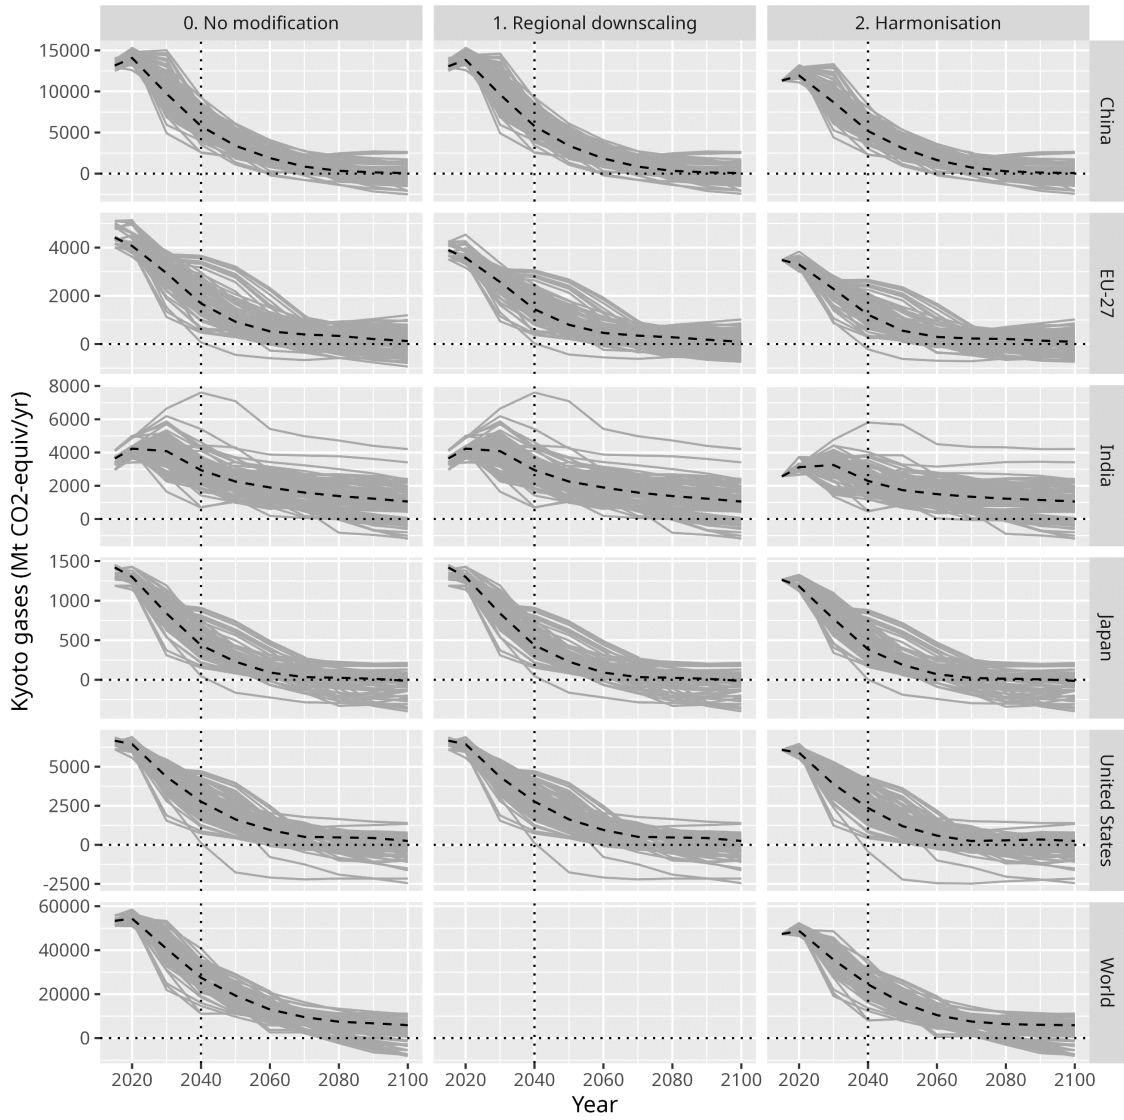 0. No modification
1. Regional downscaling
2. Harmonisation
Kyoto gases (Mt CO2-equiv/yr)
15000
10000
5000
0
China
4000
2000
0
EU-27
8000
6000
4000
2000
0
India
1500
1000
500
0
Japan
5000
2500
0
-2500
United States
60000
40000
20000
0
World
2020 2040 2060 2080 2100
2020 2040 2060 2080 2100
2020 2040 2060 2080 2100
Year